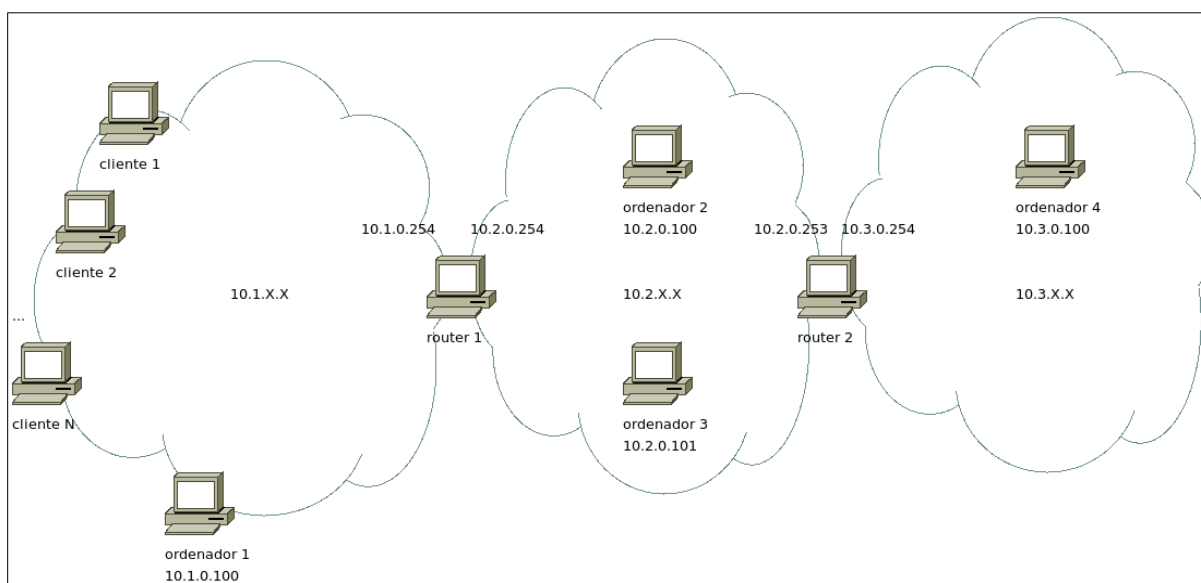 cliente 1
cliente 2
...
cliente N
ordenador 1
10.1.0.100
10.1.X.X
10.1.0.254
10.2.0.254
router 1
ordenador 2
10.2.0.100
10.2.X.X
ordenador 3
10.2.0.101
10.2.0.253
10.3.0.254
router 2
ordenador 4
10.3.0.100
10.3.X.X